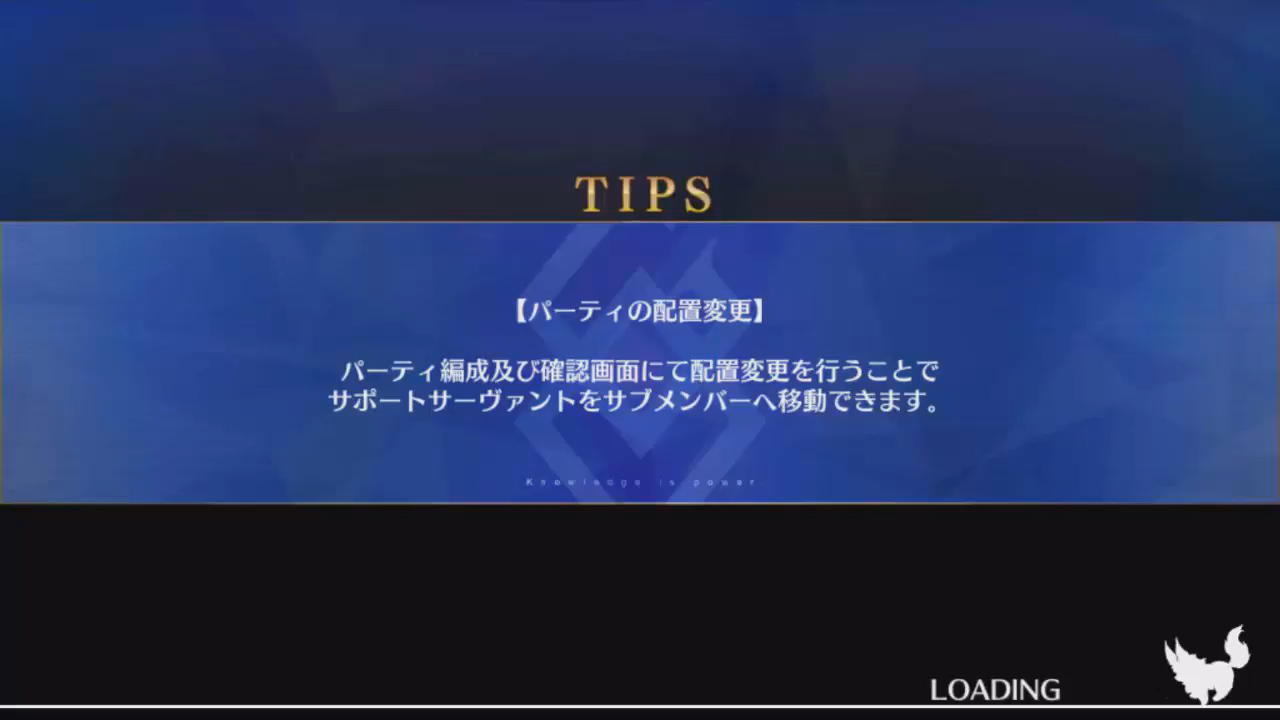 TIPS
【パーティの配置変更】
パーティ編成及び確認画面にて配置変更を行うことで
サポートサーヴァントをサブメンバーへ移動できます。
Knowledge is power
LOADING